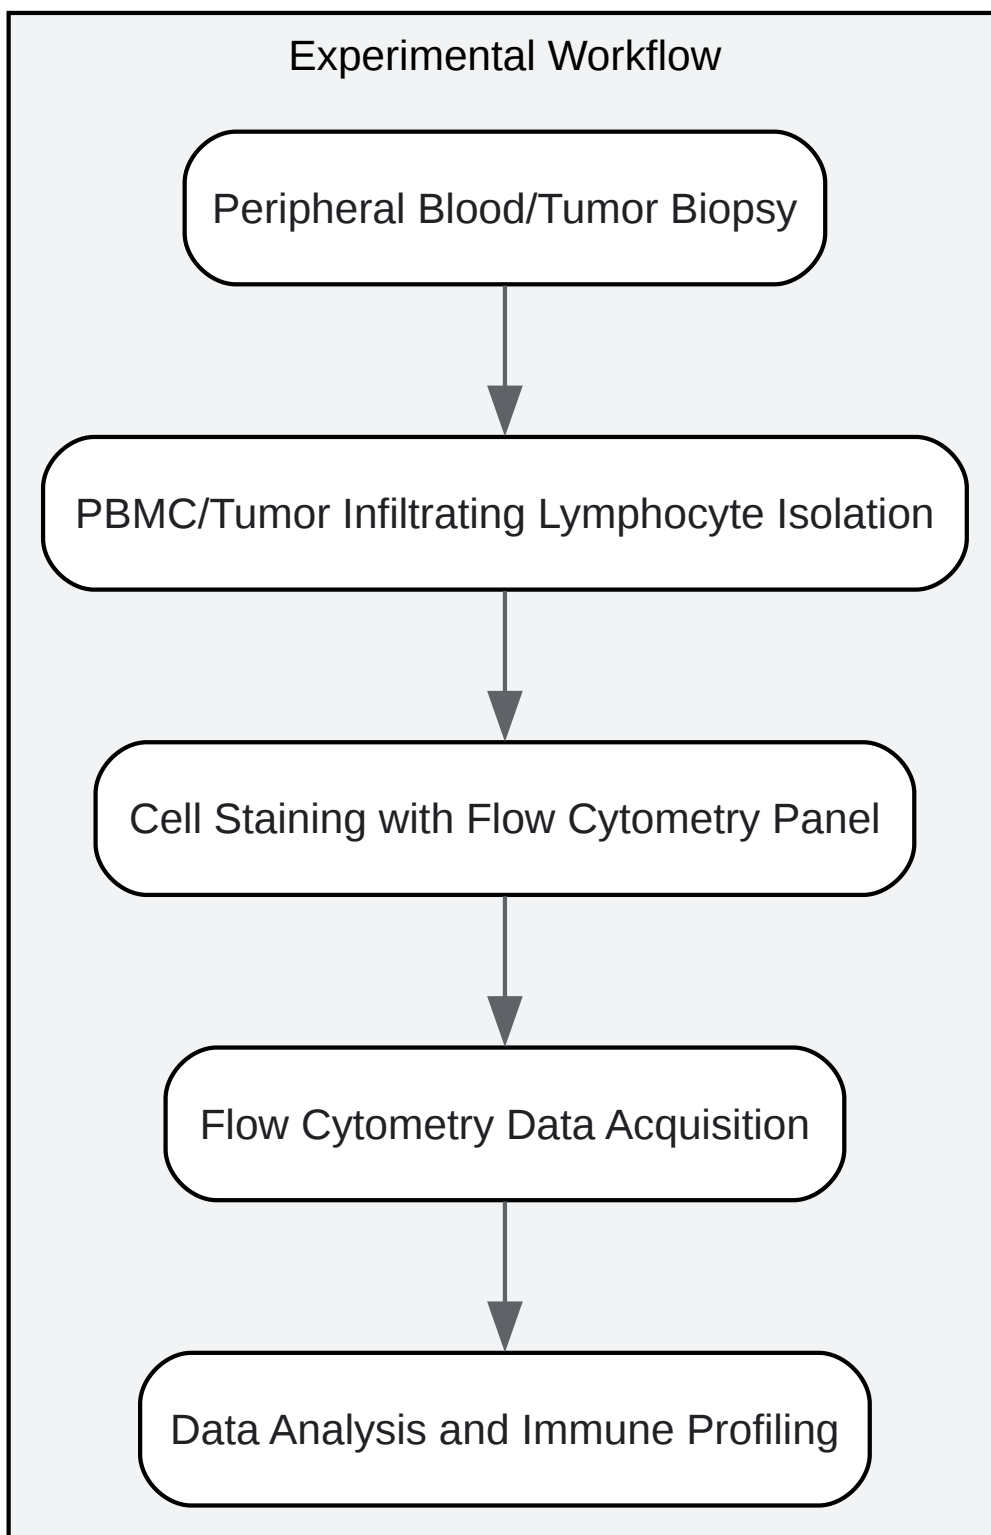 Experimental Workflow
Peripheral Blood/Tumor Biopsy
PBMC/Tumor Infiltrating Lymphocyte Isolation
Cell Staining with Flow Cytometry Panel
Flow Cytometry Data Acquisition
Data Analysis and Immune Profiling